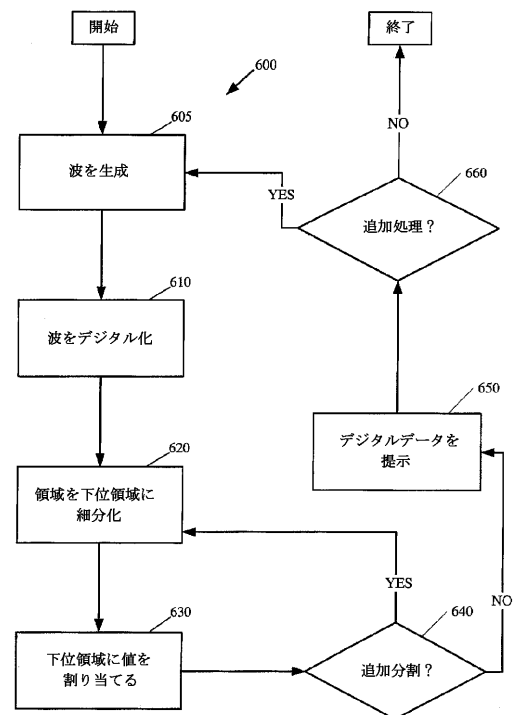 開始
終了
600
605
波を生成
NO
YES
660
追加処理？
610
波をデジタル化
650
デジタルデータを
提示
620
領域を下位領域に
細分化
YES
NO
630
640
下位領域に値を
割り当てる
追加分割？